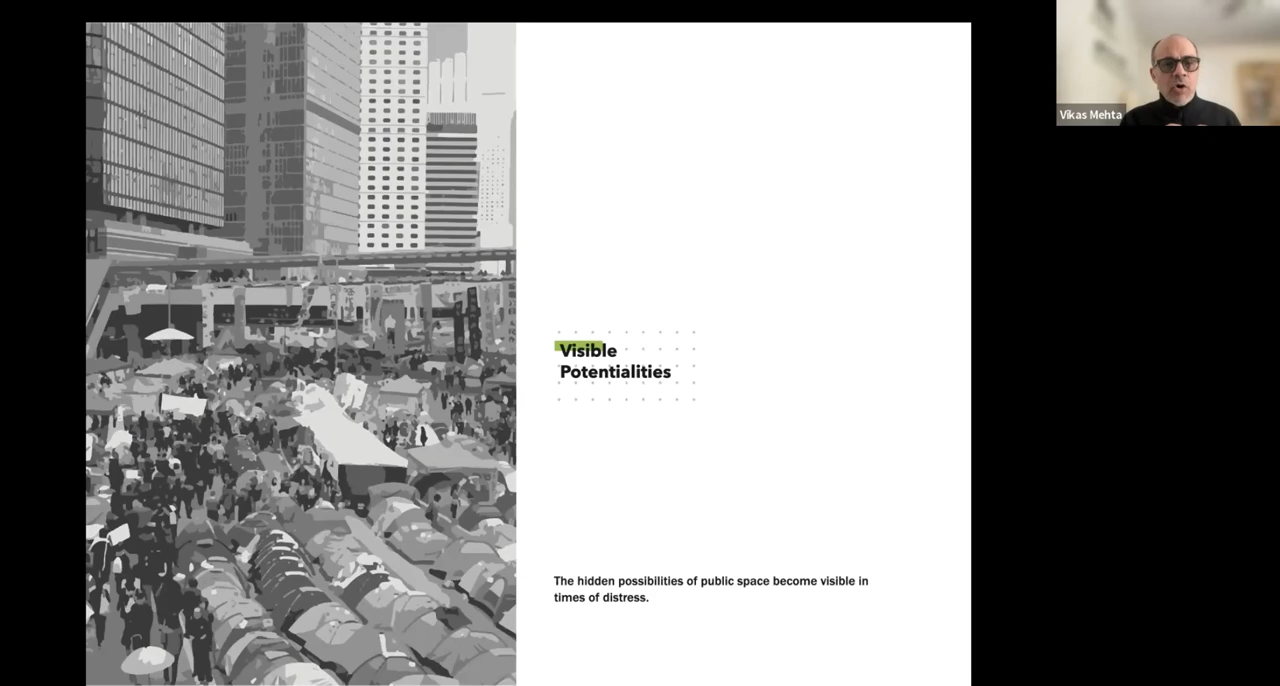 Visible
Potentialities
The hidden possibilities of public space become visible in
times of distress.
Vikas Mehta